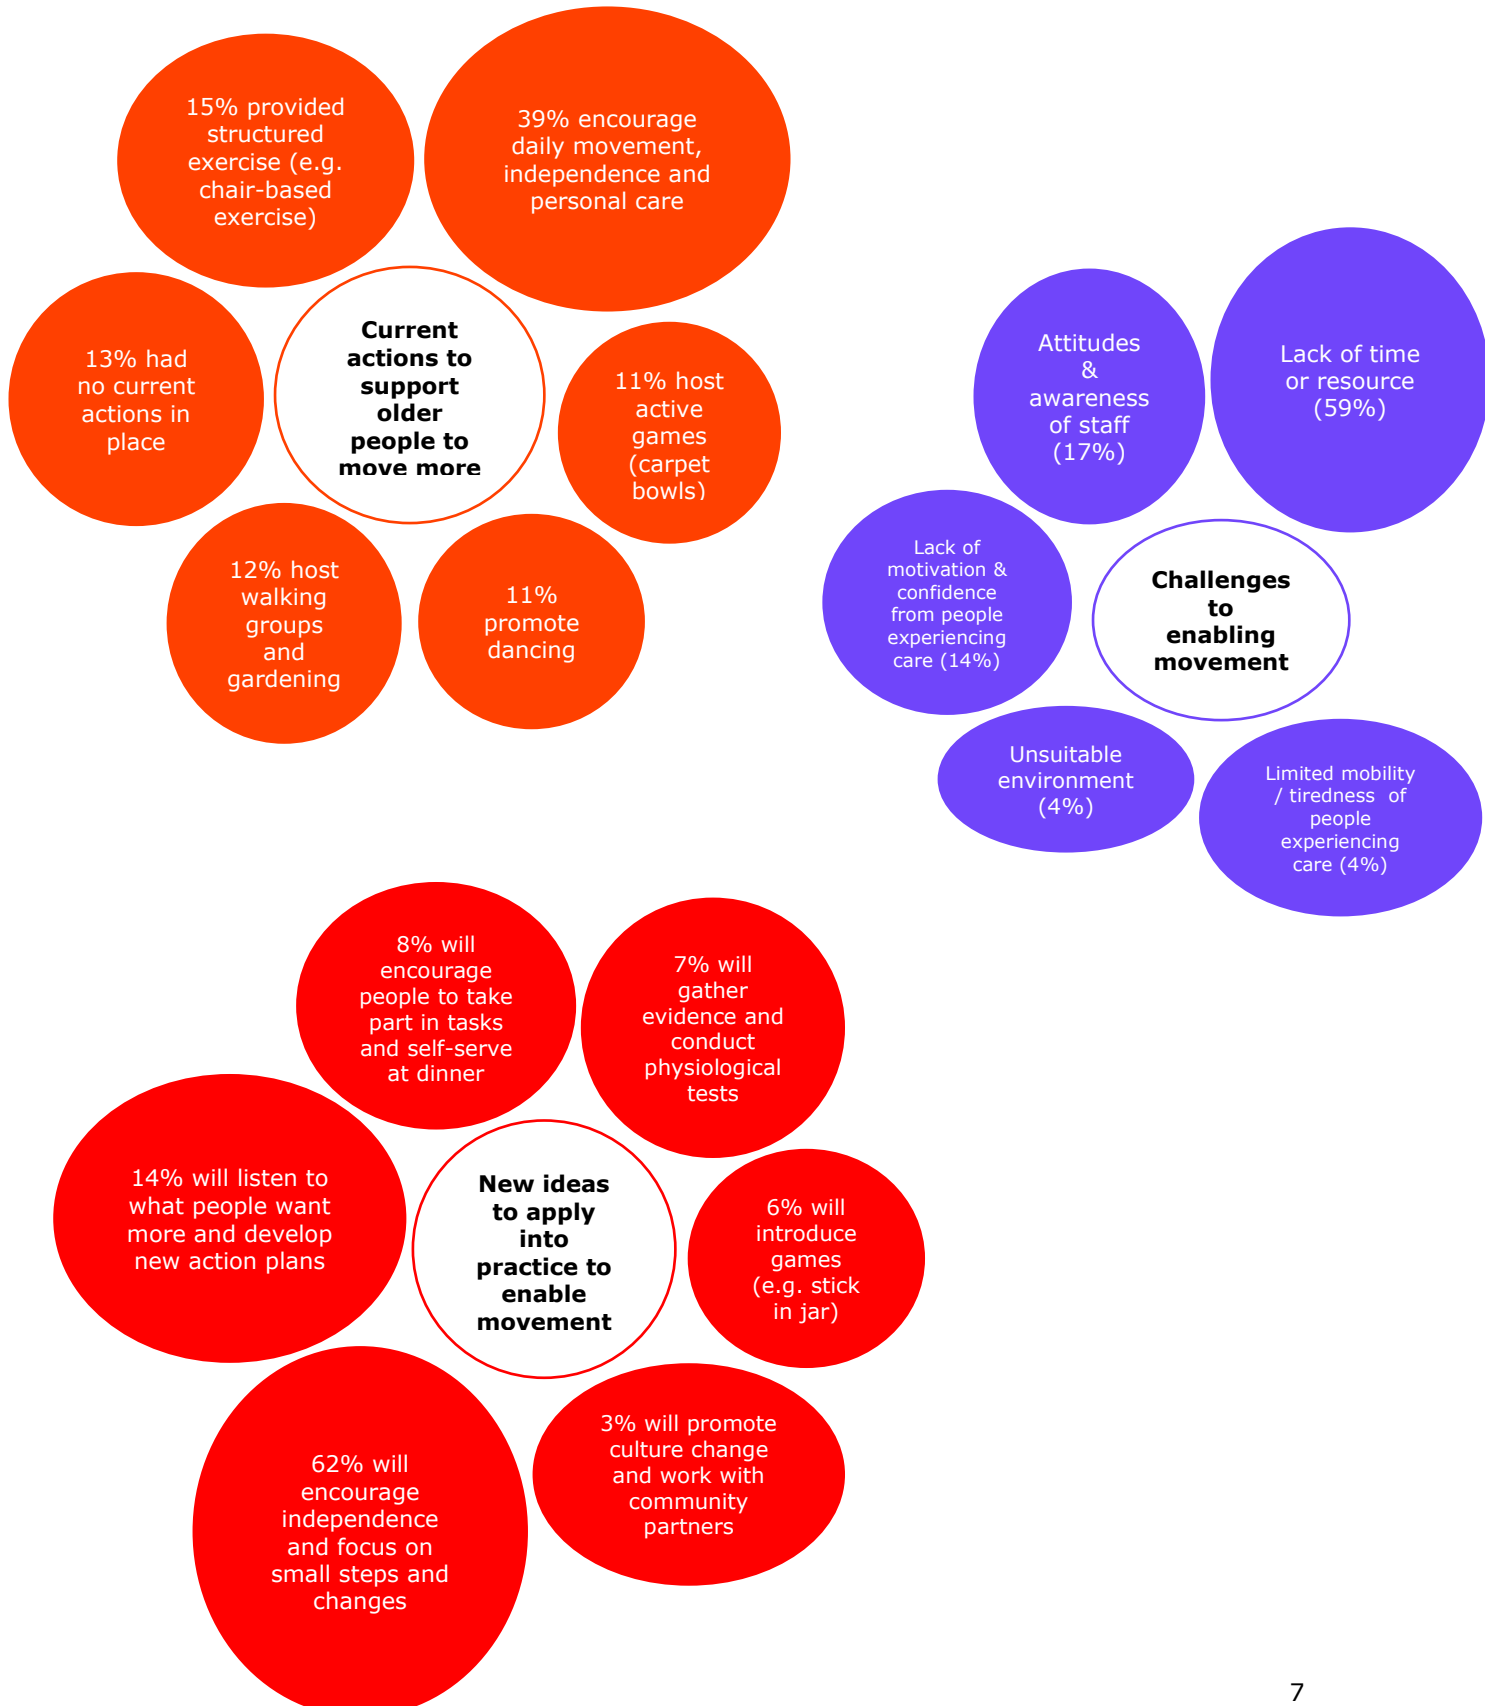 15% provided
structured
exercise (e.g.
chair-based
exercise)
39% encourage
daily movement,
independence and
personal care
13% had
no current
actions in
place
Current
actions to
support
older
people to
move more
11% host
active
games
(carpet
bowls)
12% host
walking
groups
and
gardening
11%
promote
dancing
Attitudes
&
awareness
of staff
(17%)
Lack of time
or resource
(59%)
Lack of
motivation &
confidence
from people
experiencing
care (14%)
Challenges
to
enabling
movement
Unsuitable
environment
(4%)
Limited mobility
/ tiredness of
people
experiencing
care (4%)
8% will
encourage
people to take
part in tasks
and self-serve
at dinner
7% will
gather
evidence and
conduct
physiological
tests
14% will listen to
what people want
more and develop
new action plans
New ideas
to apply
into
practice to
enable
movement
6% will
introduce
games
(e.g. stick
in jar)
62% will
encourage
independence
and focus on
small steps and
changes
3% will promote
culture change
and work with
community
partners
7